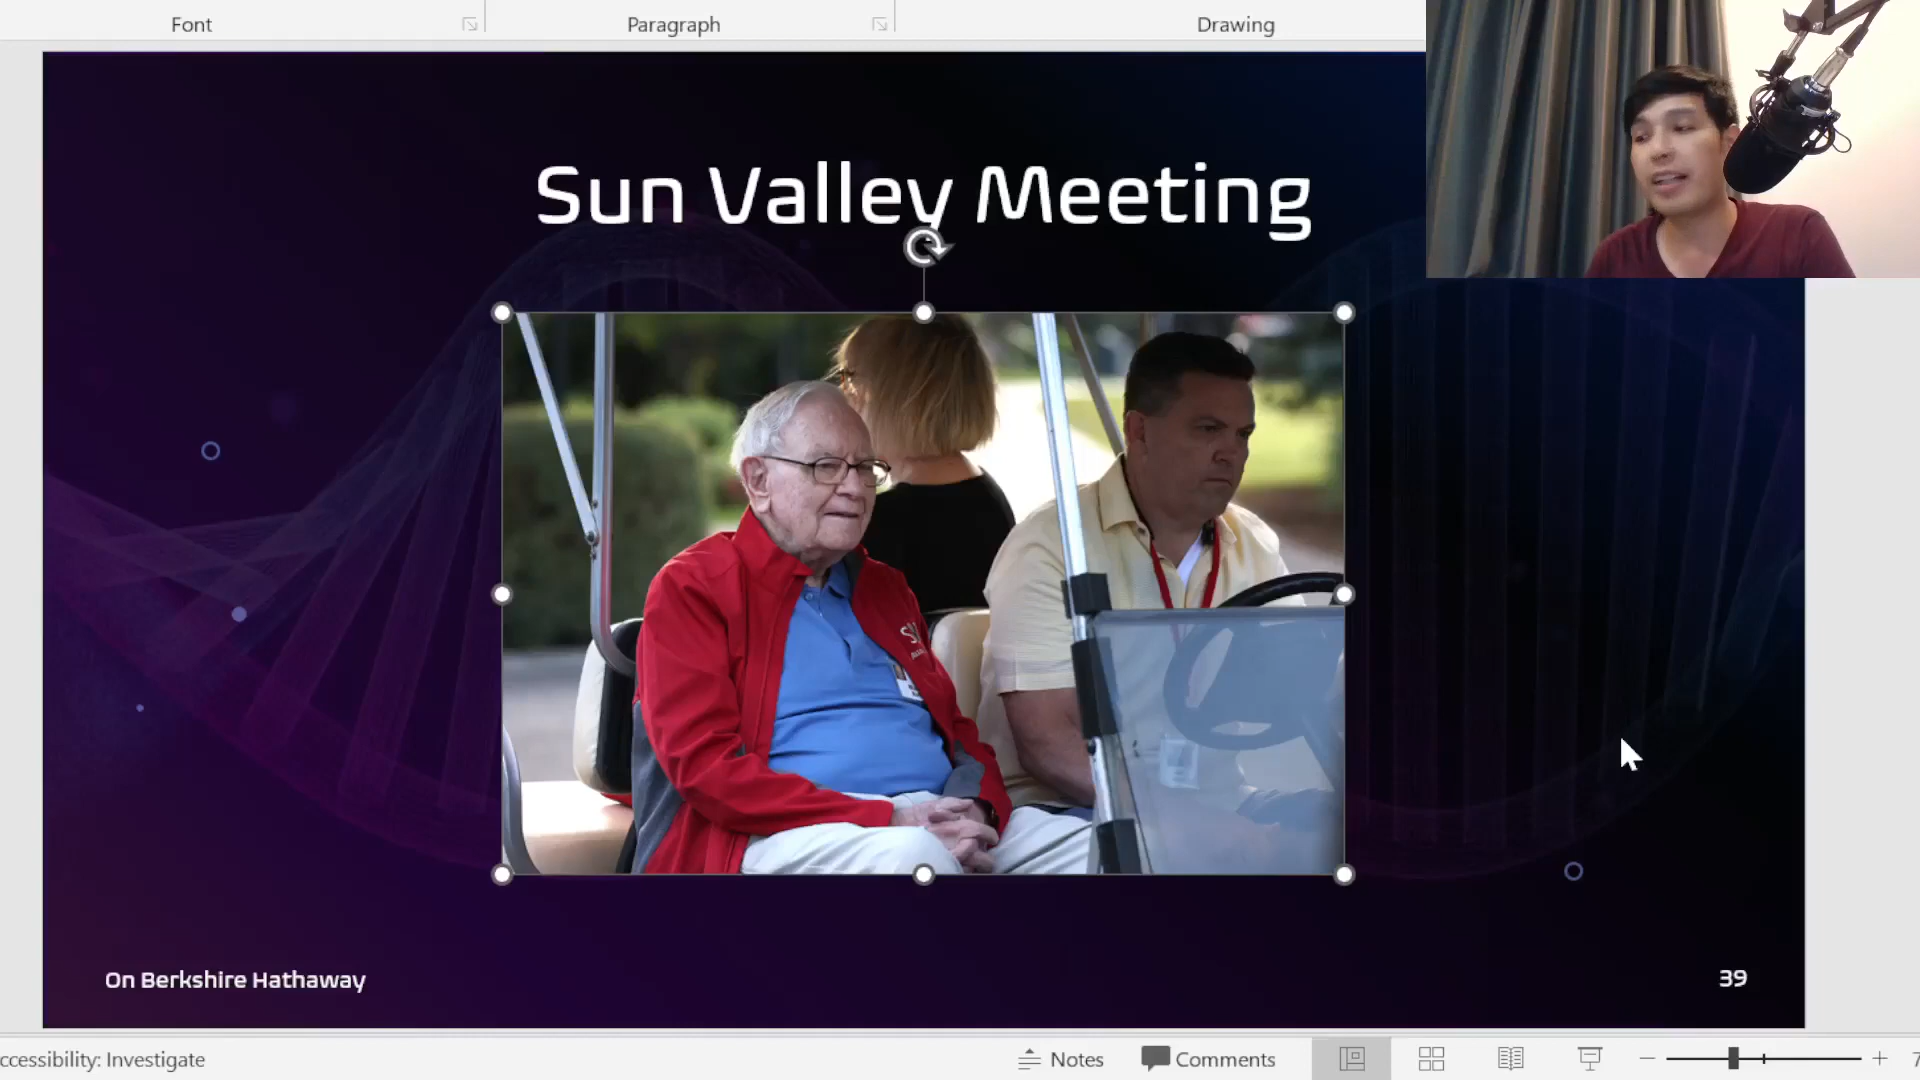 Font
Paragraph
Drawing
Sun Valley Meeting
On Berkshire Hathaway
39
ccessibility: Investigate
Notes
Comments